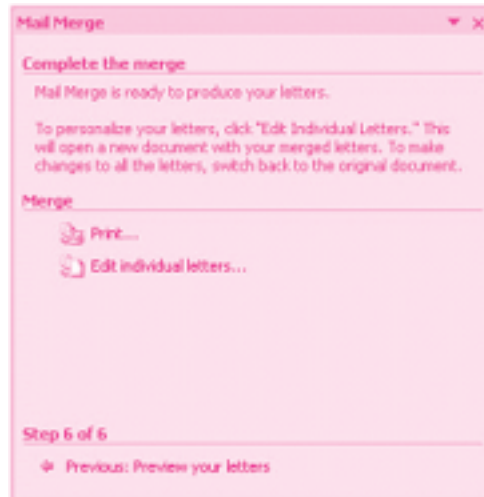 Mail Merge
Complete the merge
Mail Merge is ready to produce your letters.
To personalize your letters, click "Edit Individual Letters." This
will open a new document with your merged letters. To make
changes to all the letters, switch back to the original document.
Merge
Print...
Edit individual letters...
Step 6 of 6
Previous: Preview your letters